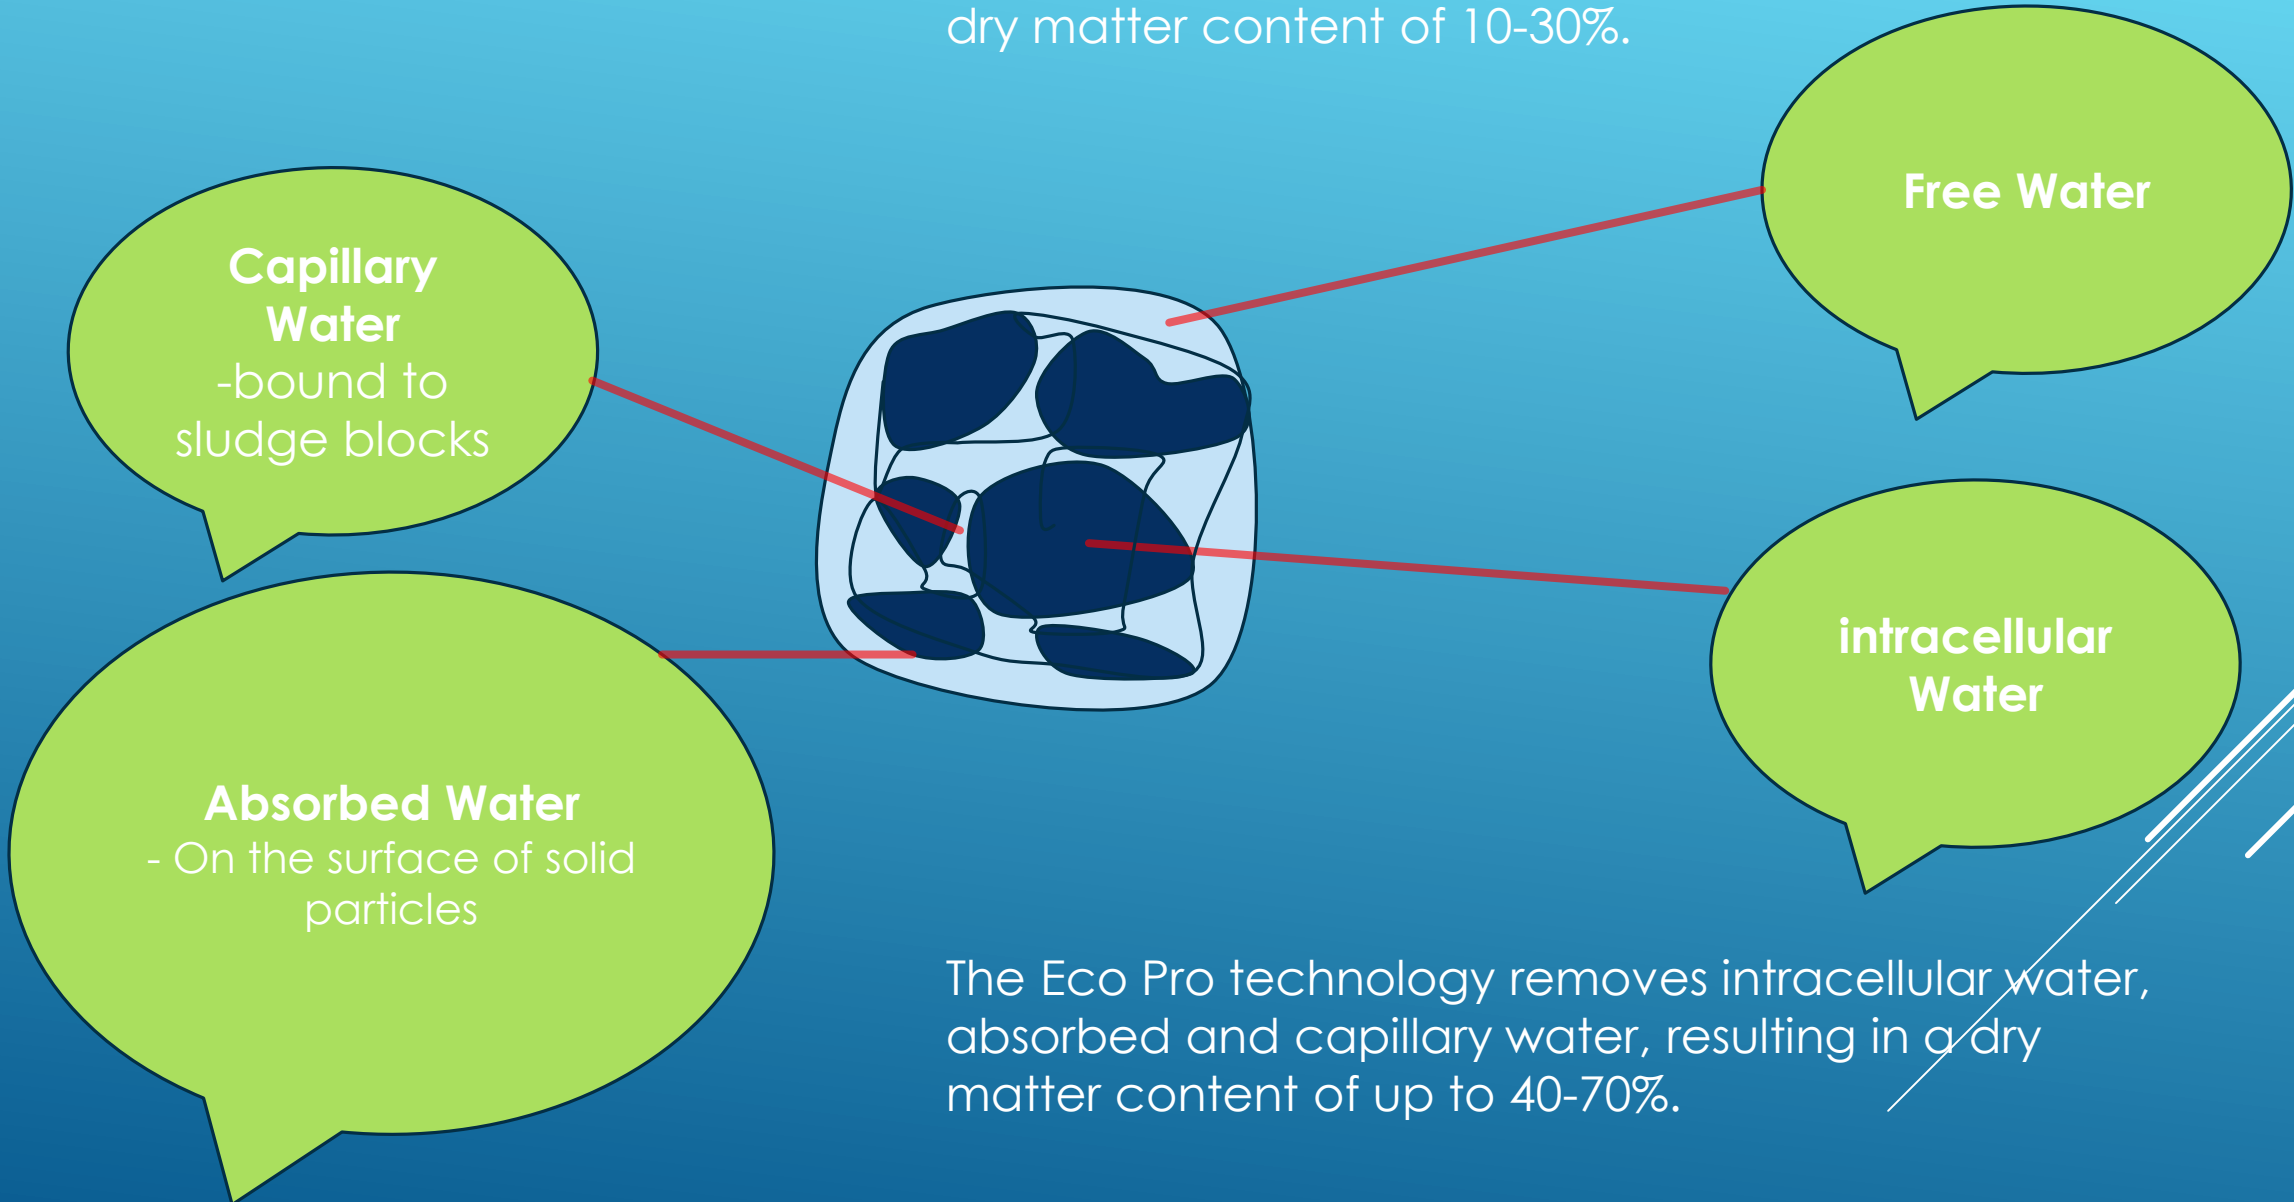 dry matter content of 10-30%.
Free Water
Capillary
Water
-bound to
sludge blocks
intracellular
Water
Absorbed Water
- On the surface of solid
particles
The Eco Pro technology removes intracellular water,
absorbed and capillary water, resulting in a dry
matter content of up to 40-70%.